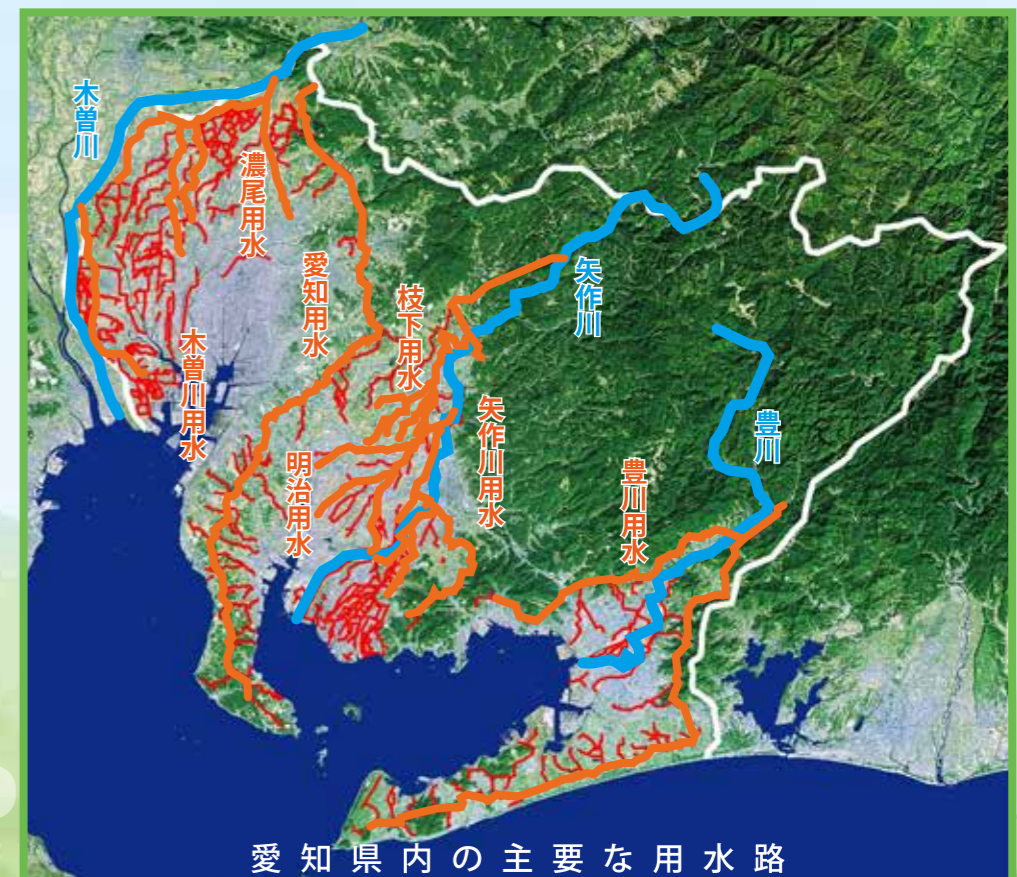 木曽川
濃尾用水
愛知用水
枝下用水
矢作川
木曽川用水
矢作川用水
豊川
明治用水
豊川用水
愛知県内の主要な用水路